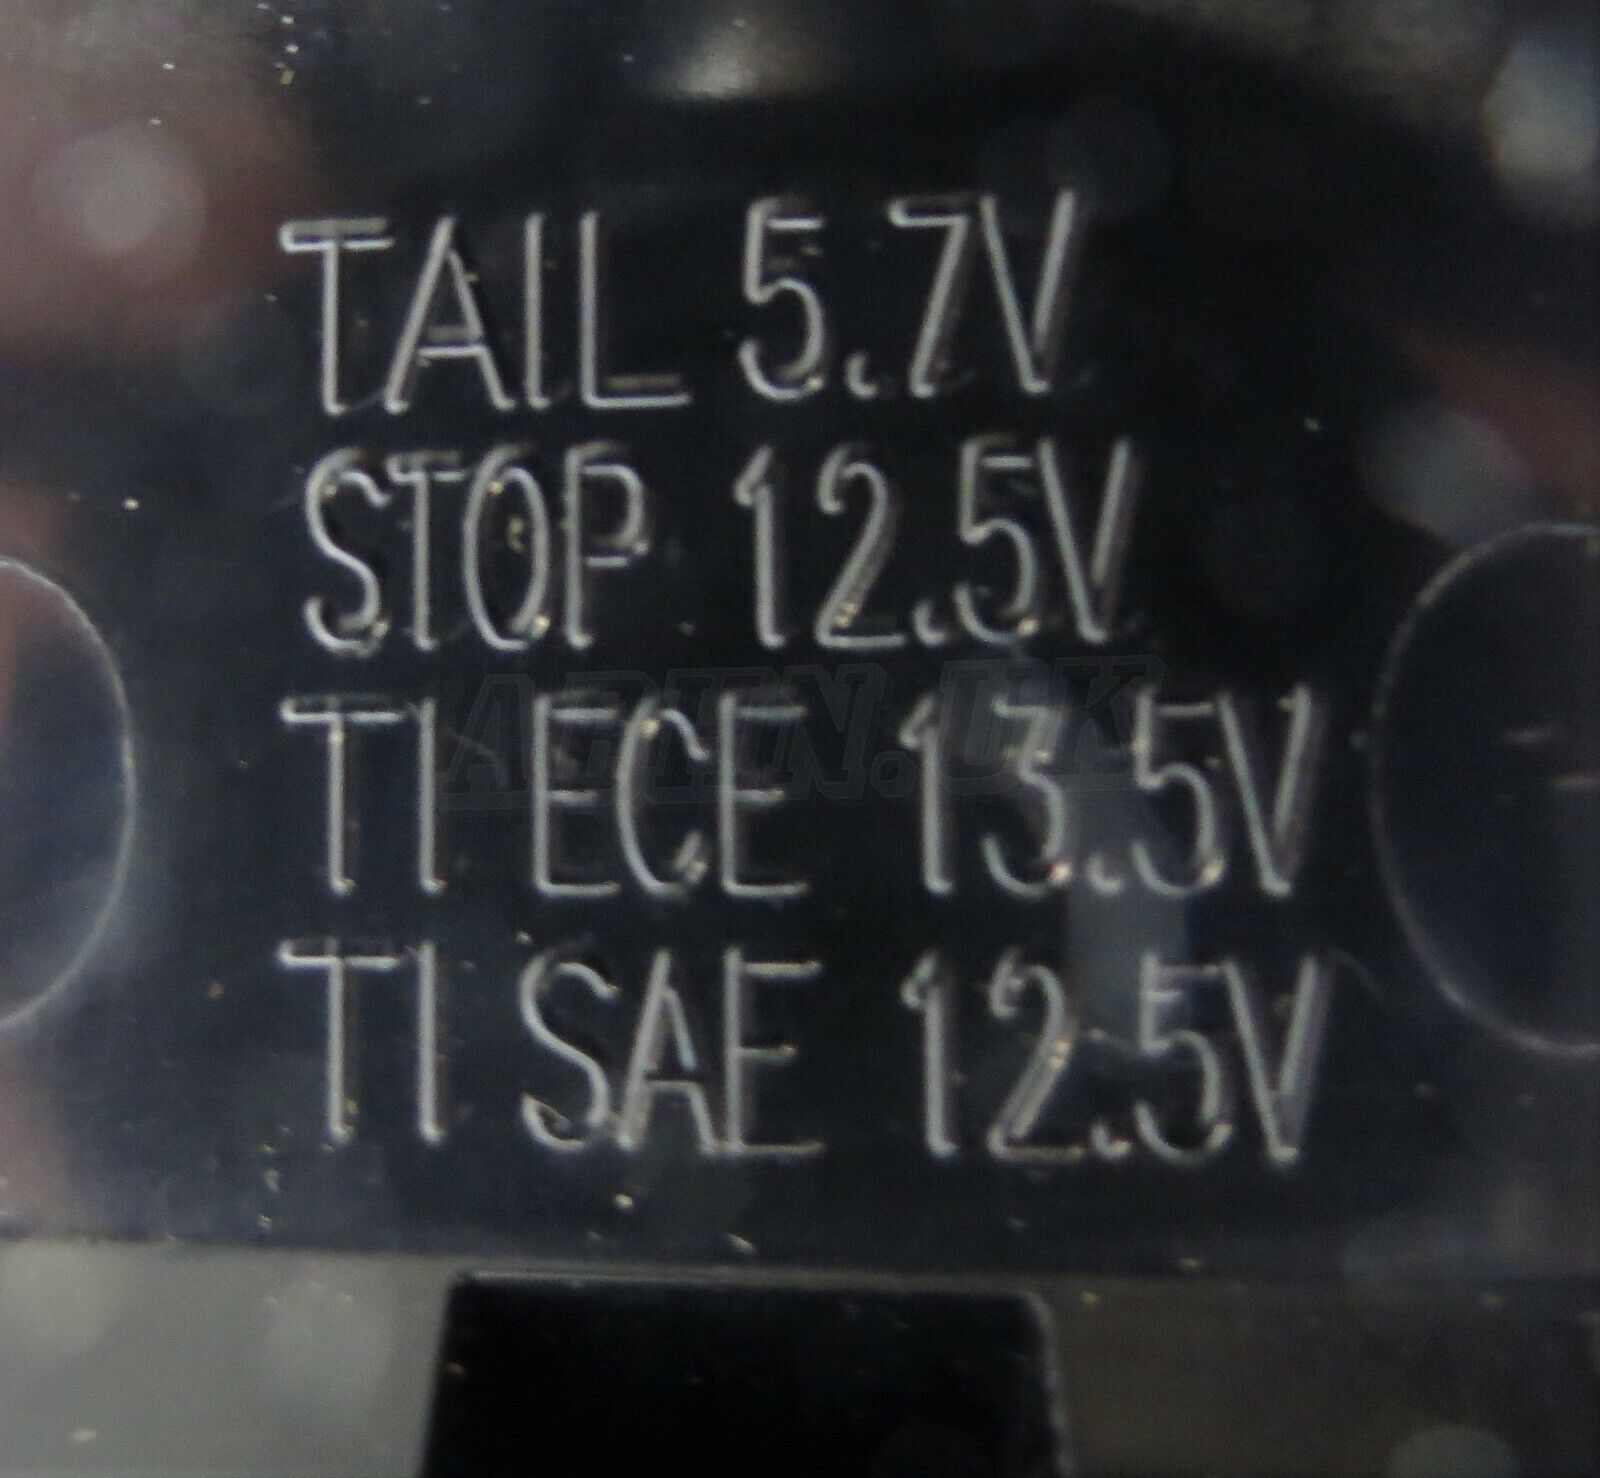 TAIL 5.7V
STOP 12.5V
TI ECE 13.5V
TI SAE 12.5V